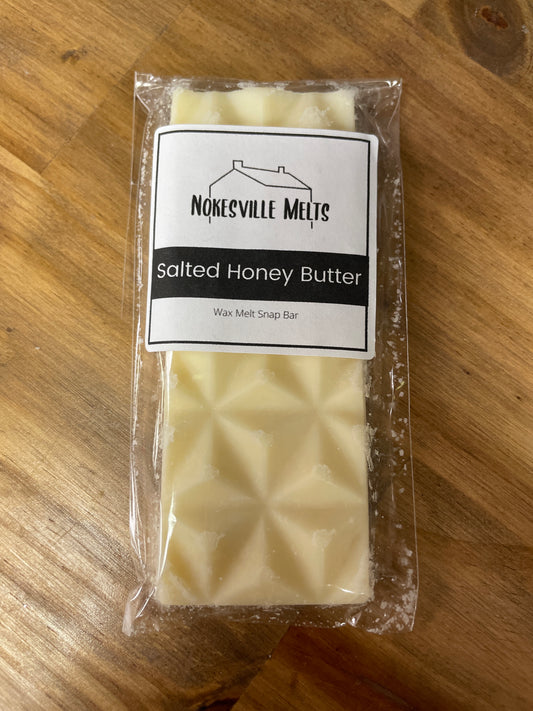 Nokesville Melts
Salted Honey Butter
Wax Melt Snap Bar